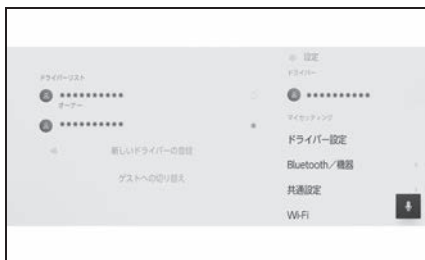 ドライバーリスト
**********
オーナー
**********
新しいドライバーの登録
ゲストへの切り替え
設定
ドライバー
**********
マイセッティング
ドライバー設定
Bluetooth／機器
共通設定
Wi-Fi